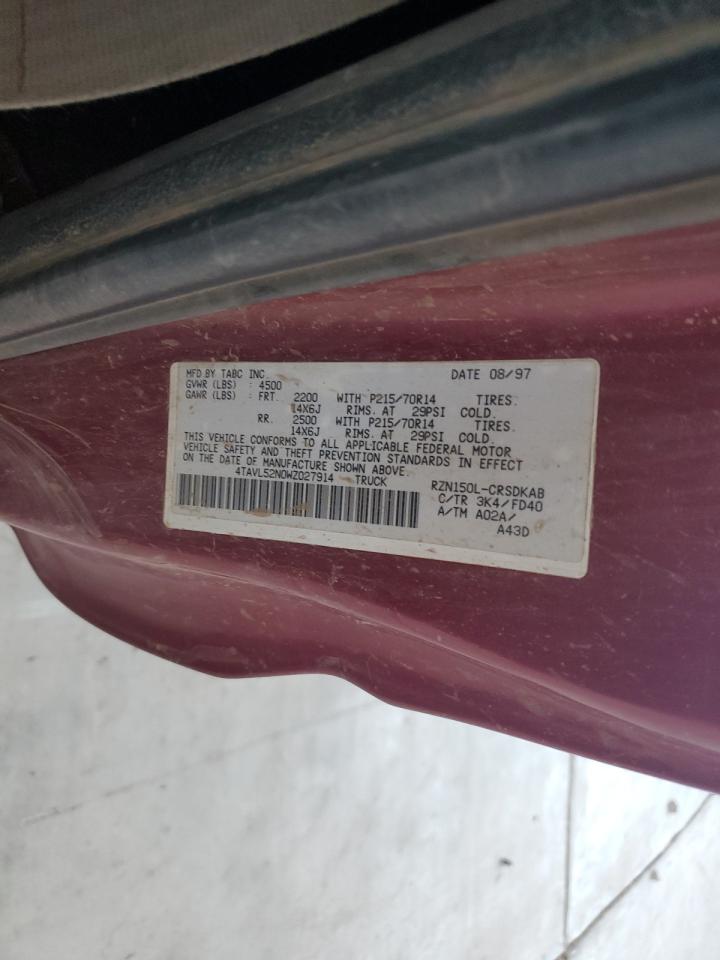 MFD BY TABC INC. DATE 08/97
GVWR (LBS) : 4500
GAWR (LBS) : FRT. 2200 WITH P215/70R14 TIRES.
14X6J RIMS. AT 29PSI COLD.
RR. 2500 WITH P215/70R14 TIRES.
14X6J RIMS. AT 29PSI COLD.
THIS VEHICLE CONFORMS TO ALL APPLICABLE FEDERAL MOTOR
VEHICLE SAFETY AND THEFT PREVENTION STANDARDS IN EFFECT
ON THE DATE OF MANUFACTURE SHOWN ABOVE.
4TAVL52N0WZ027914 TRUCK RZN150L-CRSDKAB
C/TR 3K4/FD40
A/TM A02A/
A43D